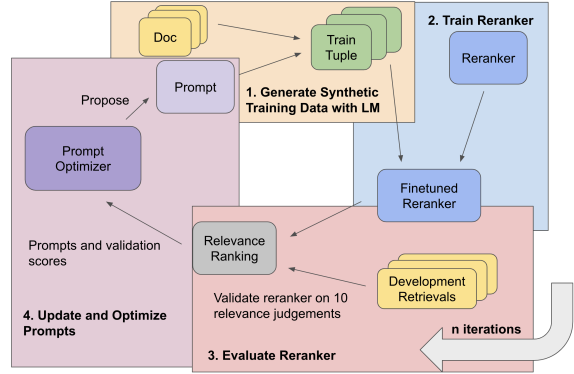 Doc
Train
Tuple
2. Train Reranker
Reranker
Prompt
1. Generate Synthetic
Training Data with LM
Propose
Prompt
Optimizer
Finetuned
Reranker
Relevance
Ranking
Prompts and validation
scores
Development
Retrievals
Validate reranker on 10
relevance judgements
4. Update and Optimize
Prompts
n iterations
3. Evaluate Reranker